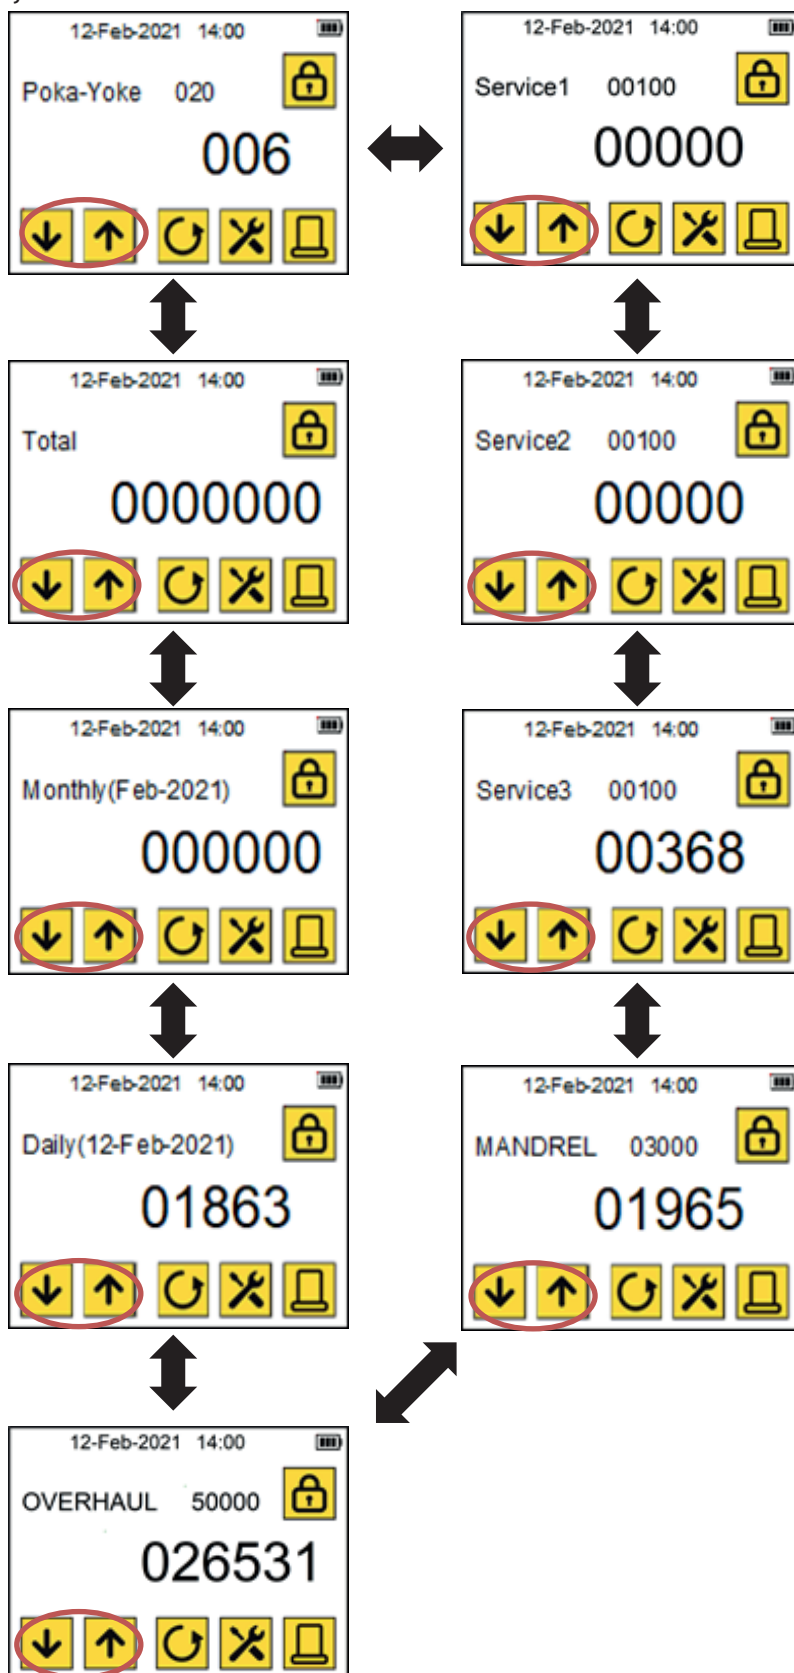 12-Feb-2021 14:00
Poka-Yoke 020
006
12-Feb-2021 14:00
Total
0000000
12-Feb-2021 14:00
Monthly(Feb-2021)
000000
12-Feb-2021 14:00
Daily(12-Feb-2021)
01863
12-Feb-2021 14:00
OVERHAUL 50000
026531
12-Feb-2021 14:00
Service1 00100
00000
12-Feb-2021 14:00
Service2 00100
00000
12-Feb-2021 14:00
Service3 00100
00368
12-Feb-2021 14:00
MANDREL 03000
01965